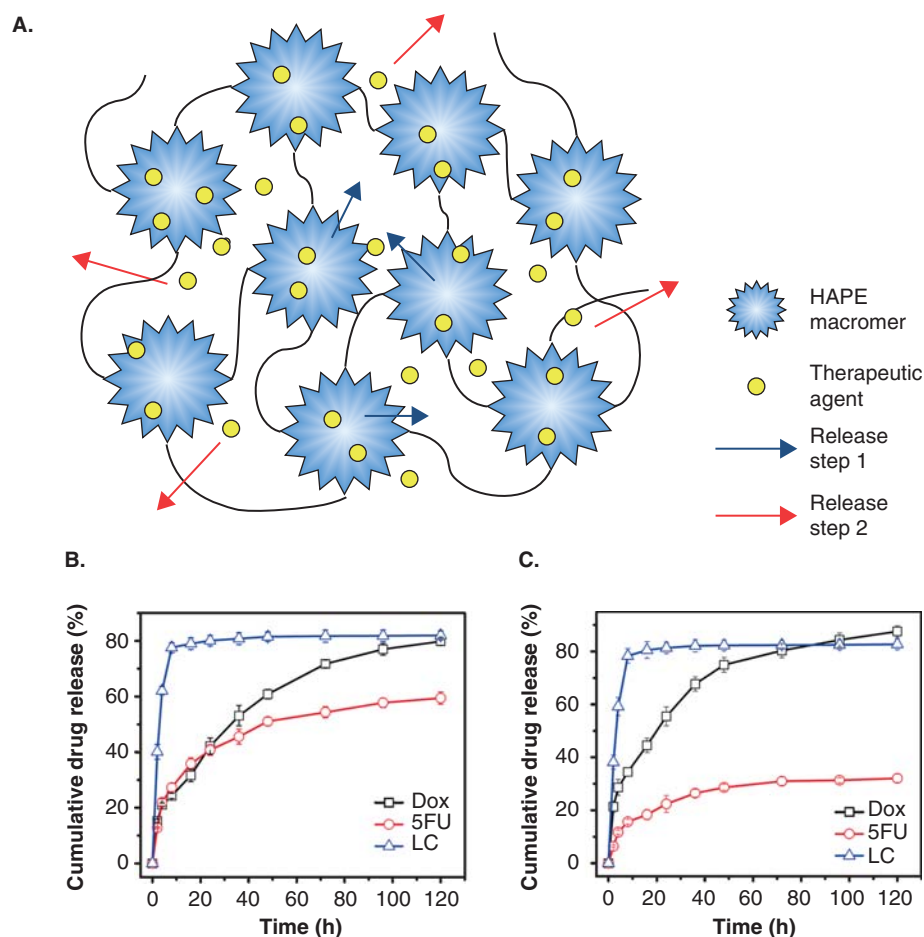 A.
HAPE
macromer
Therapeutic
agent
Release
step 1
Release
step 2
B.
Cumulative drug release (%)
80
60
40
20
0
Dox
5FU
LC
0 20 40 60 80 100 120
Time (h)
C.
Cumulative drug release (%)
80
60
40
20
0
Dox
5FU
LC
0 20 40 60 80 100 120
Time (h)